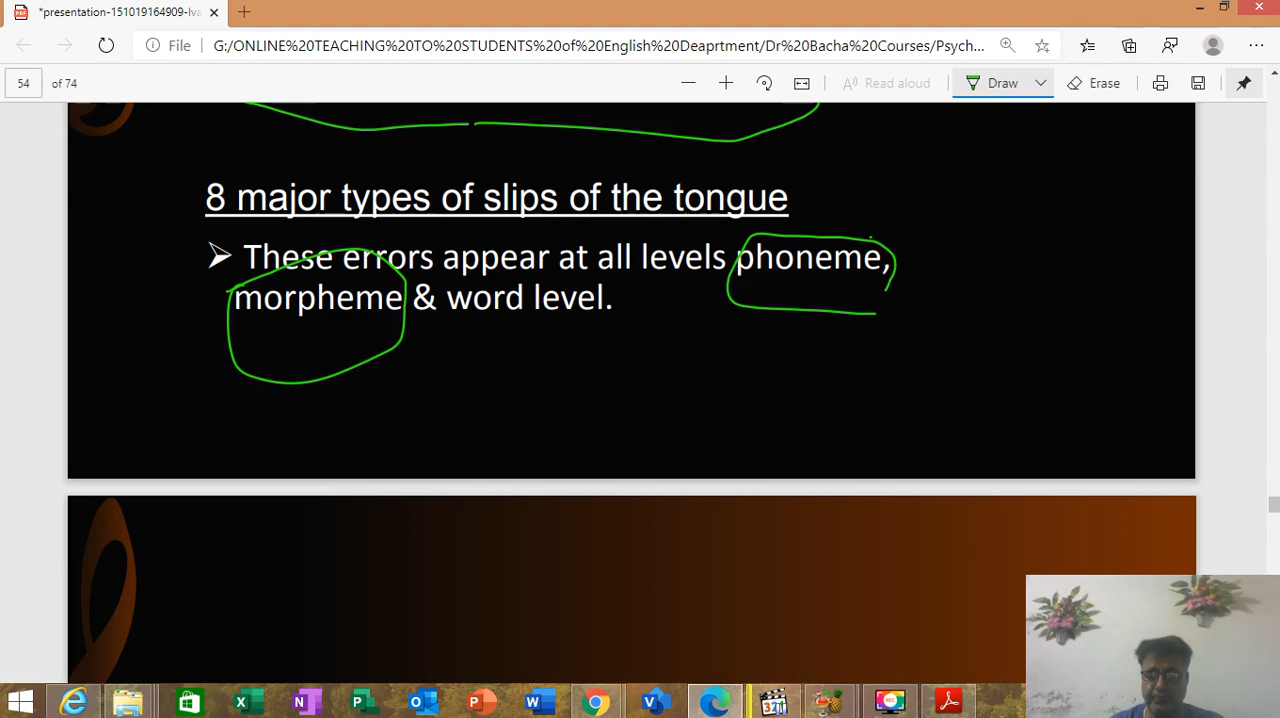 *presentation-151019164909-lva
File
G:/ONLINE%20TEACHING%20TO%20STUDENTS%20of%20English%20Deaprtment/Dr%20Bacha%20Courses/Psych...
54 of 74
Read aloud
Draw
Erase
8 major types of slips of the tongue
These errors appear at all levels phoneme,
morpheme & word level.